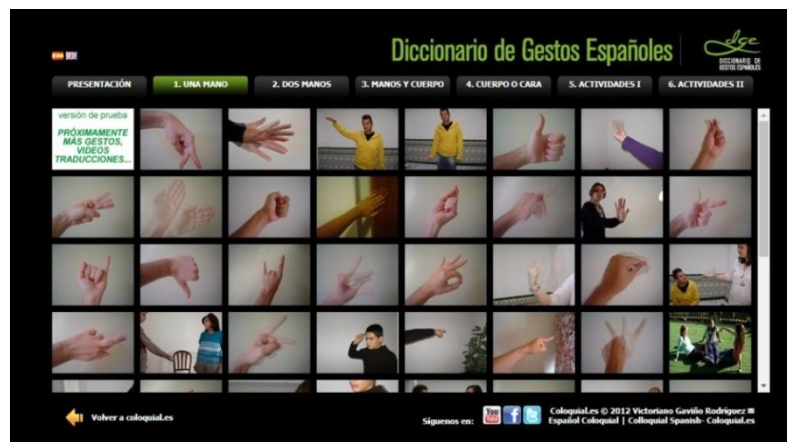 Diccionario de Gestos Españoles
dge
DICCIONARIO DE
GESTOS ESPAÑOLES
PRESENTACIÓN
1. UNA MANO
2. DOS MANOS
3. MANOS Y CUERPO
4. CUERPO O CARA
5. ACTIVIDADES I
6. ACTIVIDADES II
versión de prueba
PRÓXIMAMENTE
MÁS GESTOS,
VIDEOS
TRADUCCIONES...
Volver a coloquial.es
Síguenos en:
You
f
Coloquial.es © 2012 Victoriano Gaviño Rodríguez
Español Coloquial | Colloquial Spanish- Coloquial.es